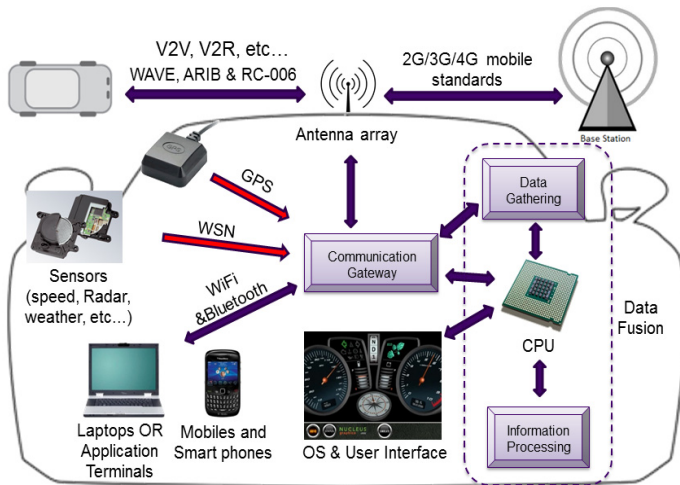 V2V, V2R, etc…
WAVE, ARIB & RC-006
2G/3G/4G mobile
standards
Antenna array
Base Station
GPS
Data
Gathering
WSN
Communication
Gateway
Sensors
(speed, Radar,
weather, etc…)
WiFi
&Bluetooth
CPU
Data
Fusion
Laptops OR
Application
Terminals
Mobiles and
Smart phones
NUCLEUS
OS & User Interface
Information
Processing